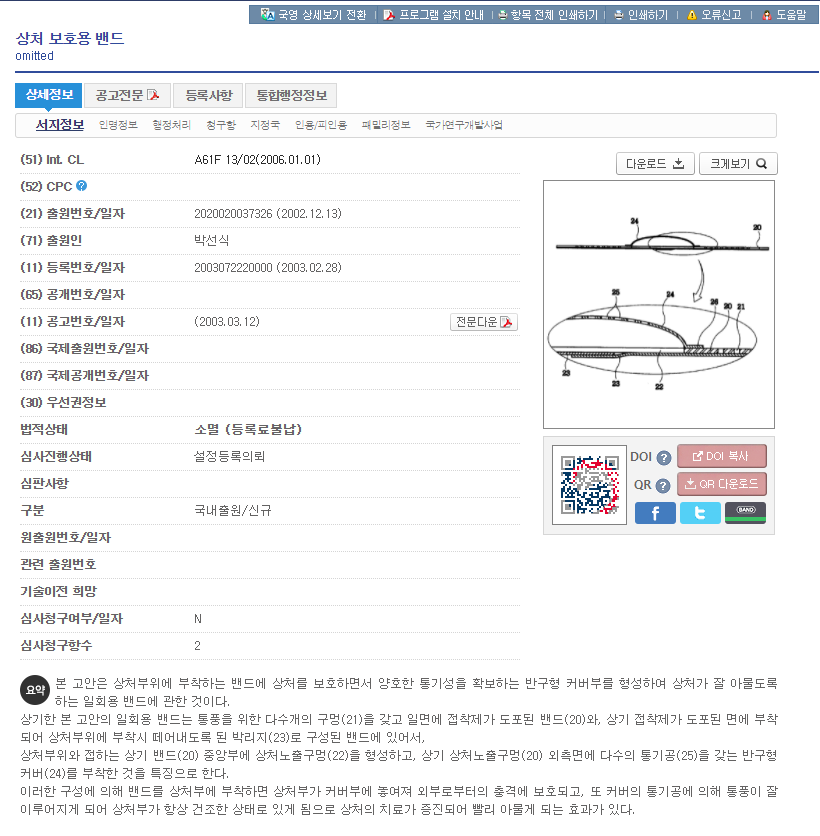 국영 상세보기 전환 | 프로그램 설치 안내 | 항목 전체 인쇄하기 | 인쇄하기 | 오류신고 | 도움말
상처 보호용 밴드
omitted
상세정보 공고전문 등록사항 통합행정정보
서지정보 인명정보 행정처리 청구항 지정국 인용/피인용 패밀리정보 국가연구개발사업
(51) Int. CL A61F 13/02(2006.01.01)
다운로드 크게보기
(52) CPC ?
(21) 출원번호/일자 2020020037326 (2002.12.13)
(71) 출원인 박선식
(11) 등록번호/일자 2003072220000 (2003.02.28)
(65) 공개번호/일자
(11) 공고번호/일자 (2003.03.12) 전문다운
(86) 국제출원번호/일자
(87) 국제공개번호/일자
(30) 우선권정보
법적상태 소멸 (등록료불납)
심사진행상태 설정등록의뢰
심판사항
구분 국내출원/신규
원출원번호/일자
관련 출원번호
기술이전 희망
심사청구여부/일자 N
심사청구항수 2
24 20
25 24 26 20 21
23 23 22
DOI ? DOI 복사
QR ? QR 다운로드
f t BAND
요약 본 고안은 상처부위에 부착하는 밴드에 상처를 보호하면서 양호한 통기성을 확보하는 반구형 커버부를 형성하여 상처가 잘 아물도록
하는 일회용 밴드에 관한 것이다.
상기한 본 고안의 일회용 밴드는 통풍을 위한 다수개의 구멍(21)을 갖고 일면에 접착제가 도포된 밴드(20)와, 상기 접착제가 도포된 면에 부착
되어 상처부위에 부착시 떼어내도록 된 박리지(23)로 구성된 밴드에 있어서,
상처부위와 접하는 상기 밴드(20) 중앙부에 상처노출구멍(22)을 형성하고, 상기 상처노출구멍(20) 외측면에 다수의 통기공(25)을 갖는 반구형
커버(24)를 부착한 것을 특징으로 한다.
이러한 구성에 의해 밴드를 상처부에 부착하면 상처부가 커버부에 놓여져 외부로부터의 충격에 보호되고, 또 커버의 통기공에 의해 통풍이 잘
이루어지게 되어 상처부가 항상 건조한 상태로 있게 됨으로 상처의 치료가 증진되어 빨리 아물게 되는 효과가 있다.